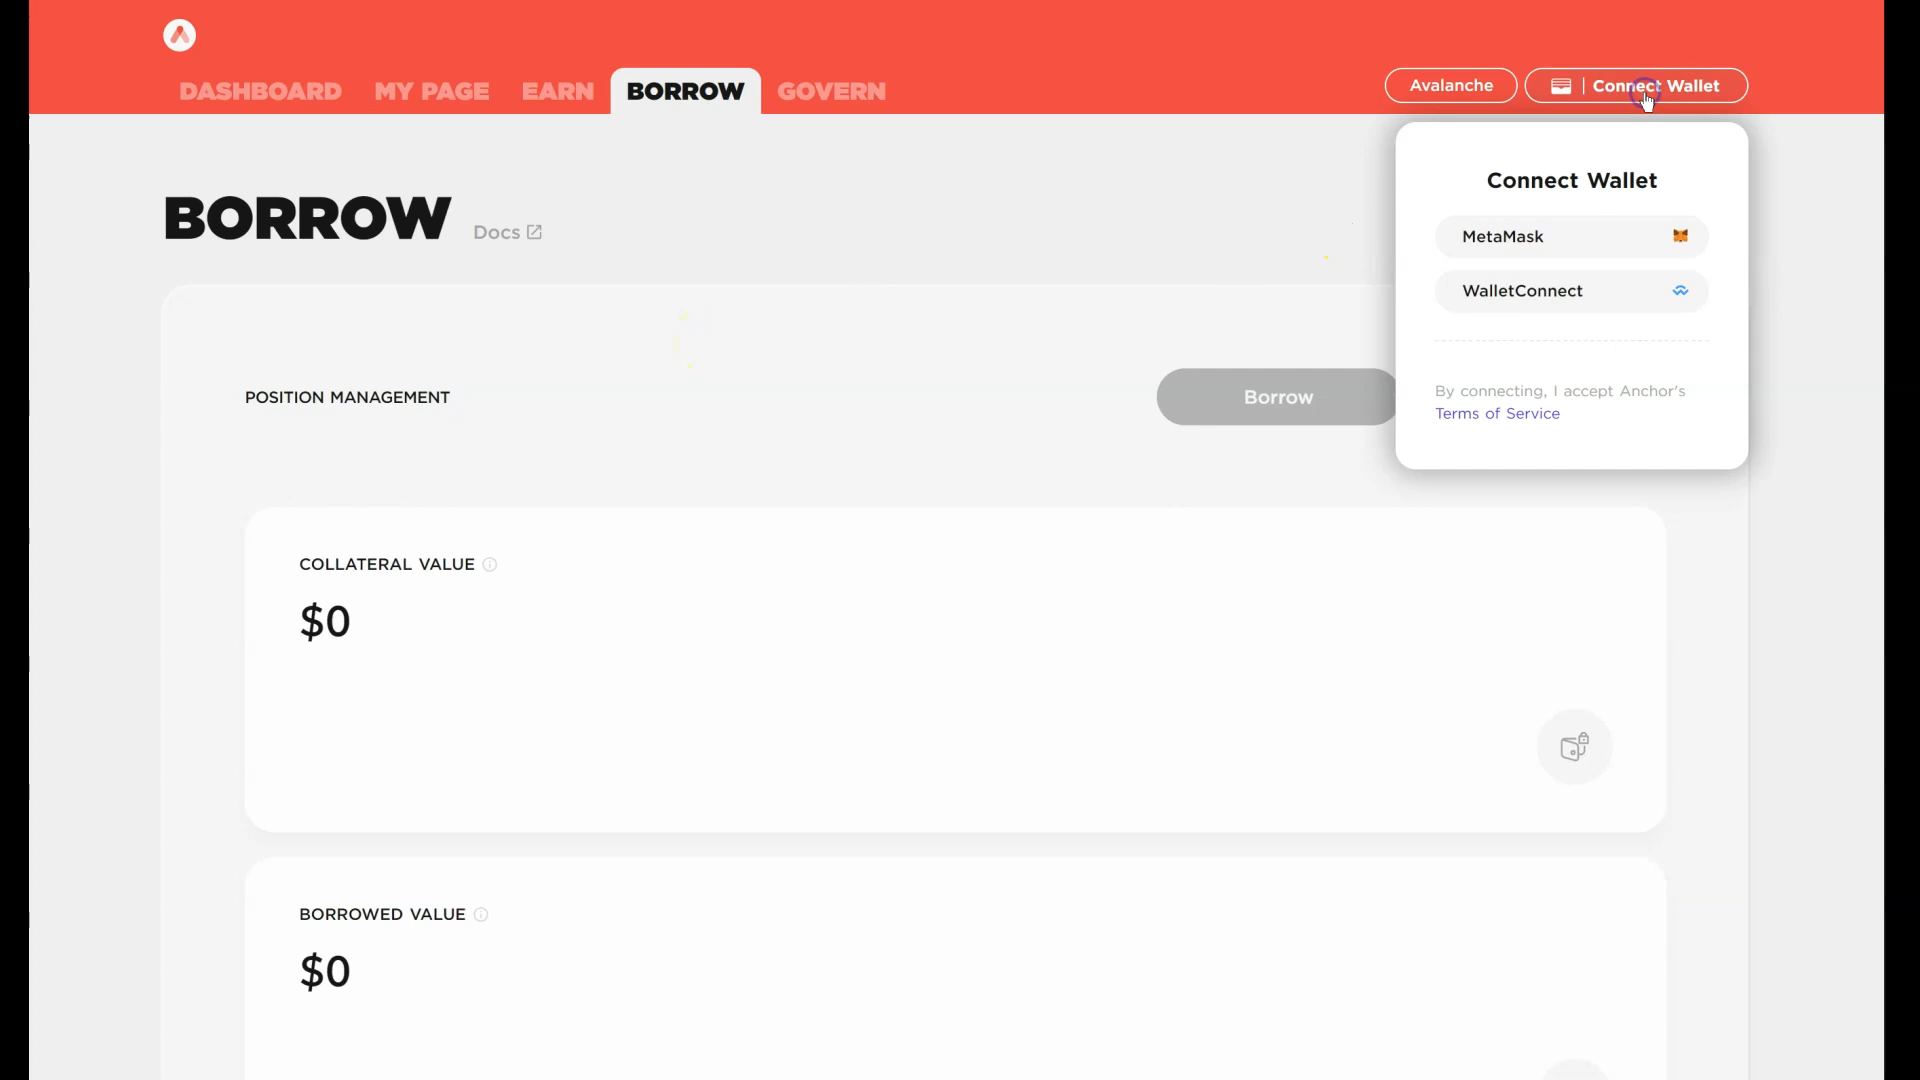 DASHBOARD
MY PAGE
EARN
BORROW
GOVERN
Avalanche
Connect Wallet
BORROW
Docs
Connect Wallet
MetaMask
WalletConnect
By connecting, I accept Anchor's
Terms of Service
POSITION MANAGEMENT
Borrow
COLLATERAL VALUE
$0
BORROWED VALUE
$0